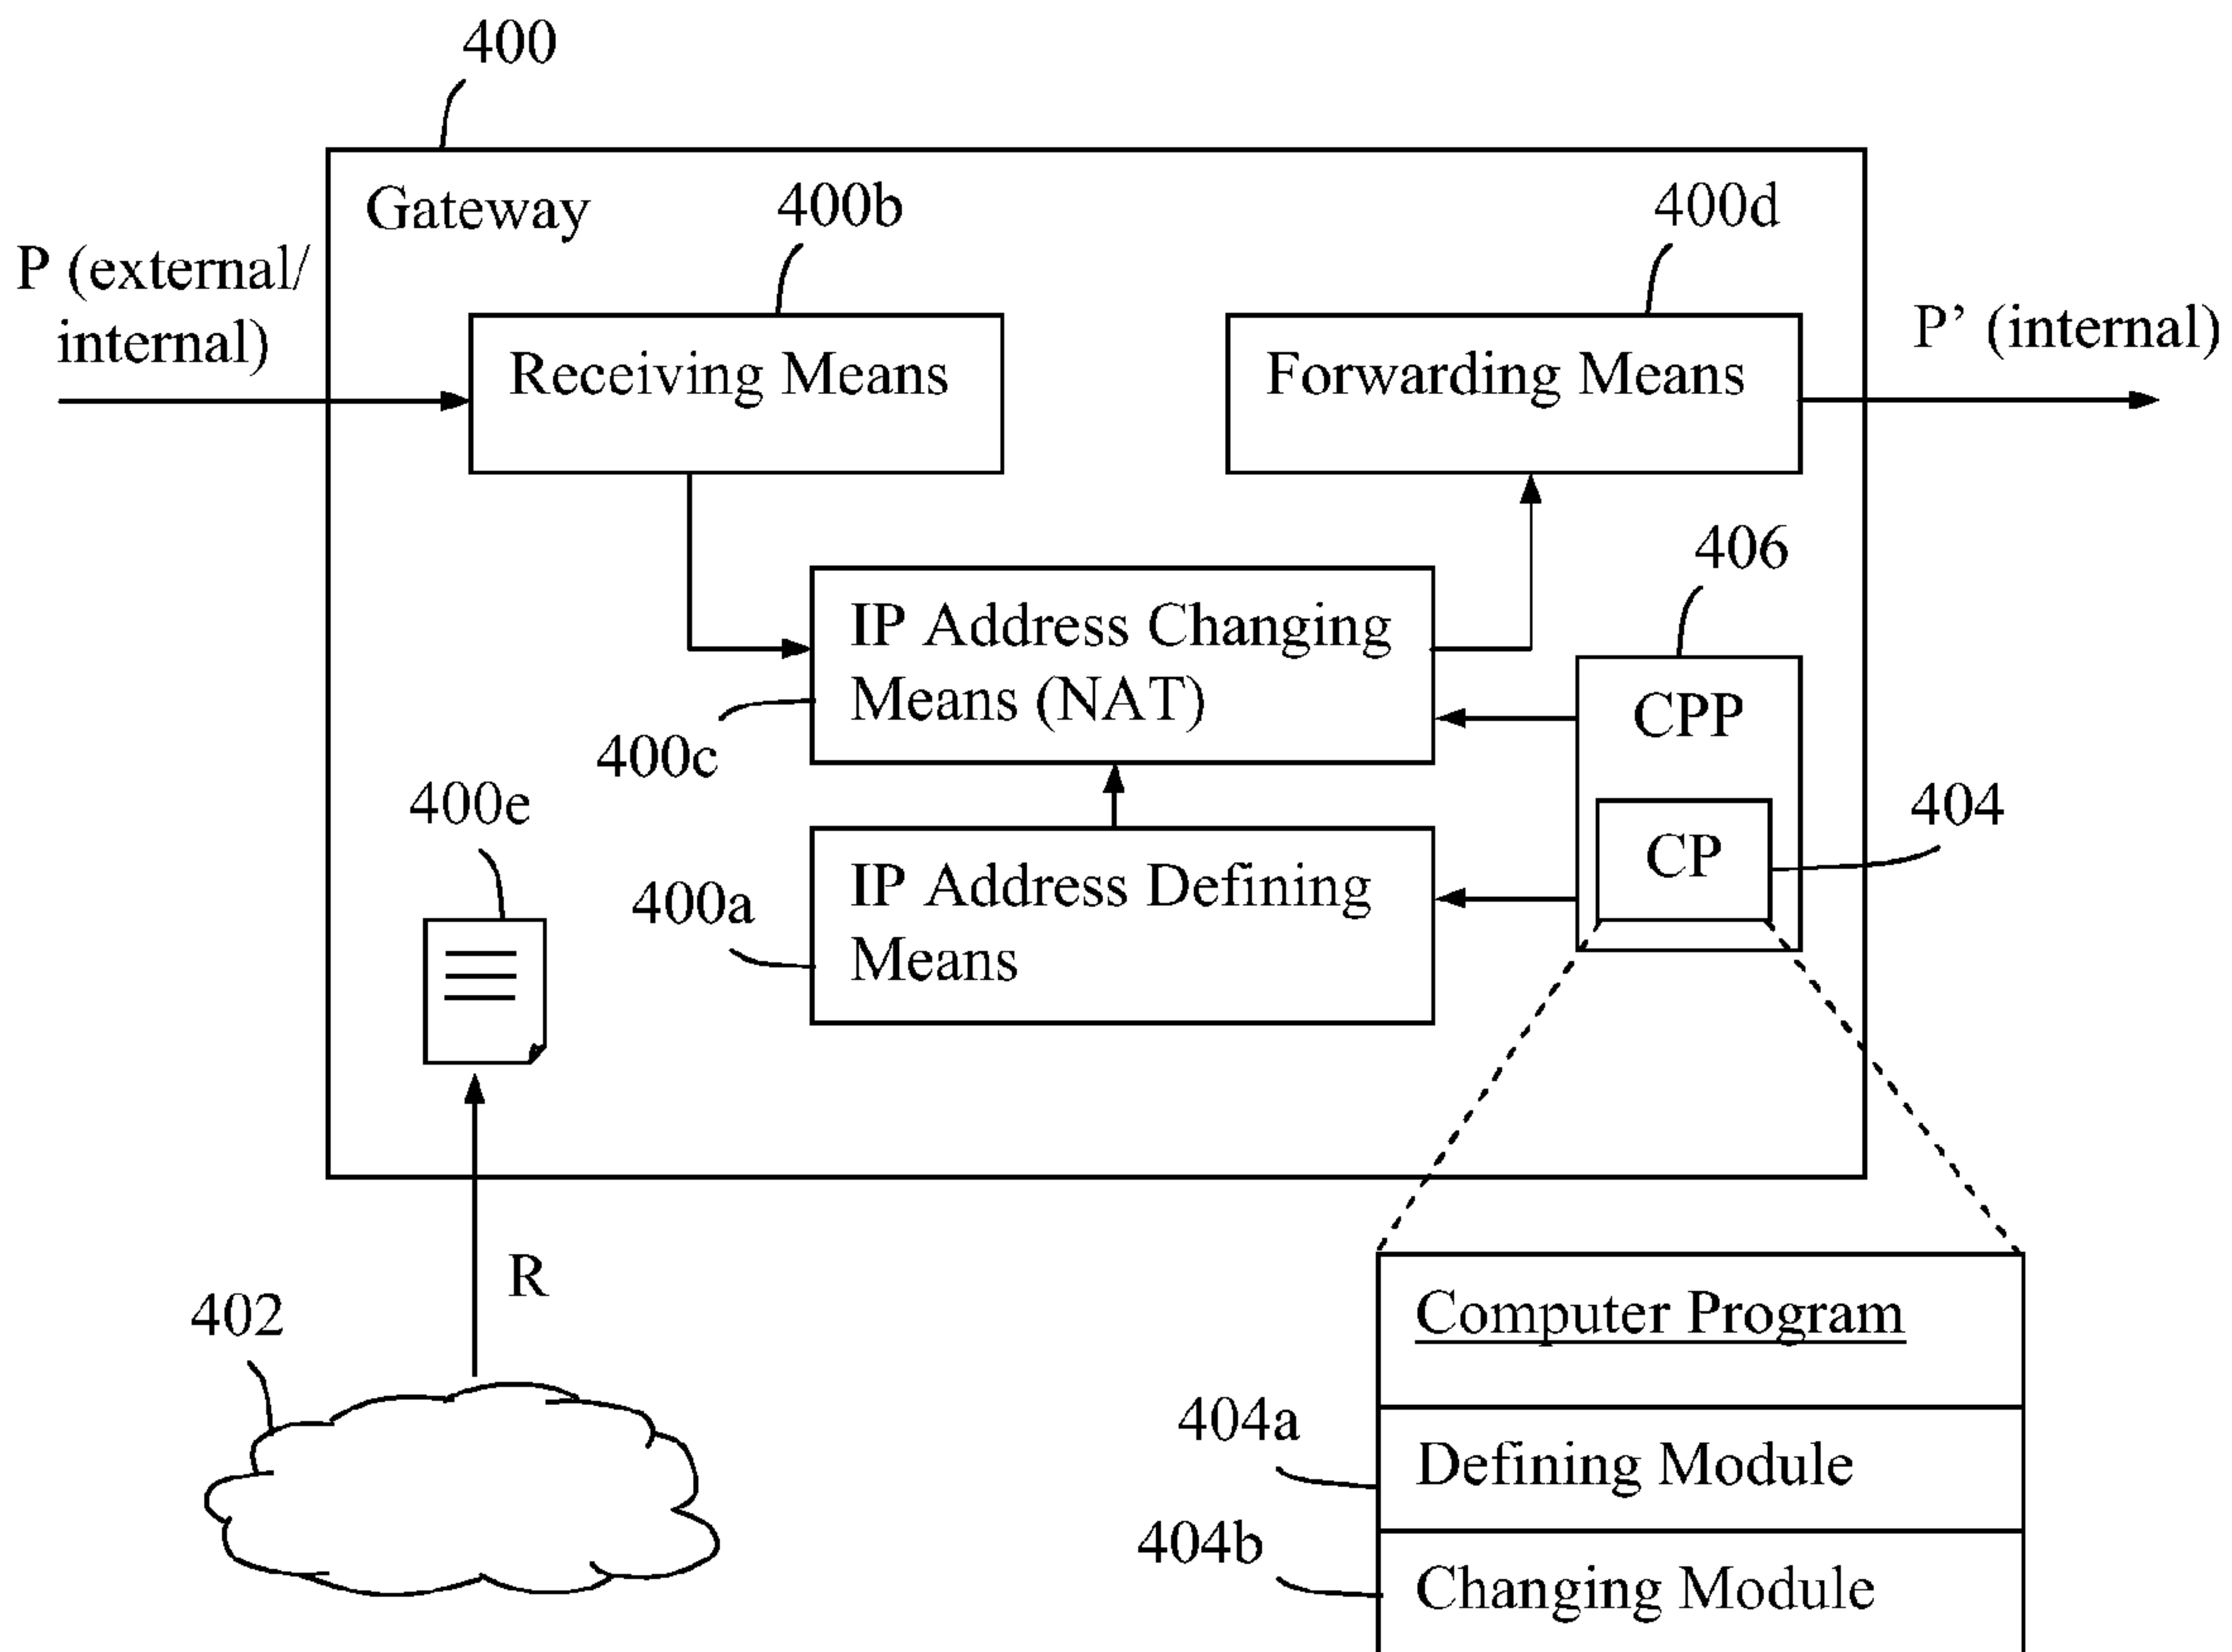 400
Gateway
400b
400d
P (external/
internal)
P’ (internal)
Receiving Means
Forwarding Means
406
IP Address Changing
Means (NAT)
CPP
400c
400e
404
CP
IP Address Defining
Means
400a
R
402
Computer Program
404a
Defining Module
404b
Changing Module